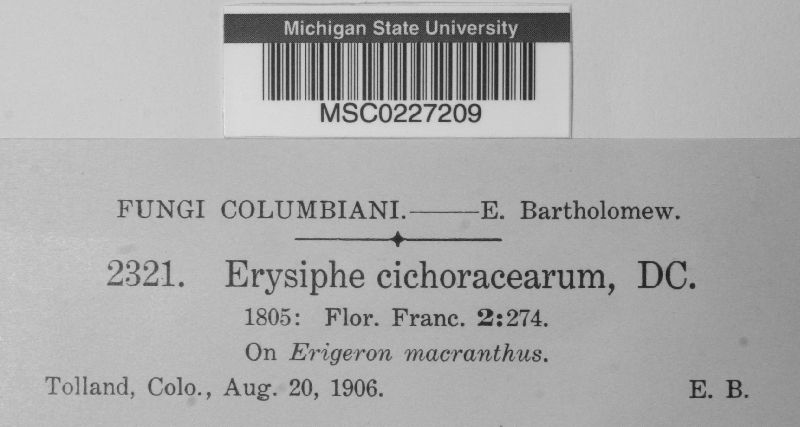 Michigan State University
MSC0227209
FUNGI COLUMBIANI.——E. Bartholomew.
2321. Erysiphe cichoracearum, DC.
1805: Flor. Franc. 2:274.
On Erigeron macranthus.
Tolland, Colo., Aug. 20, 1906. E. B.